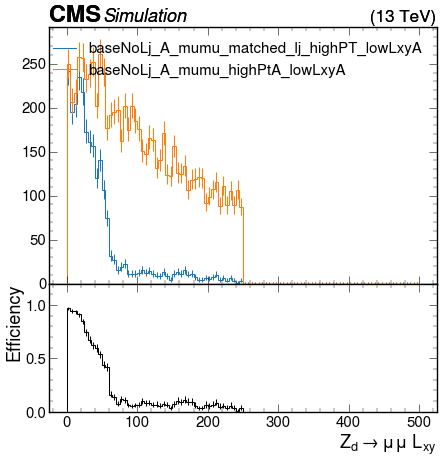 CMS Simulation (13 TeV)
baseNoLj_A_mumu_matched_lj_highPT_lowLxyA
baseNoLj_A_mumu_highPtA_lowLxyA
250
200
150
100
50
0
Efficiency
1.0
0.5
0.0
0 100 200 300 400 500
Z_d → μ μ L_xy